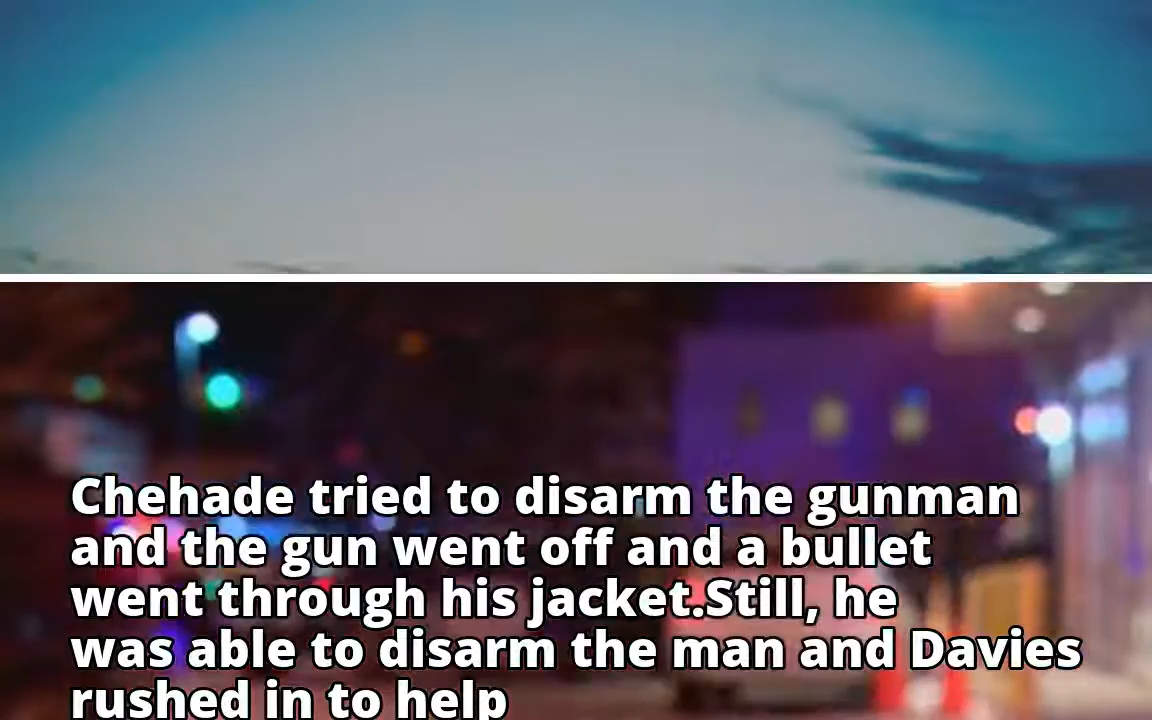 Chehade tried to disarm the gunman
and the gun went off and a bullet
went through his jacket.Still, he
was able to disarm the man and Davies
rushed in to help